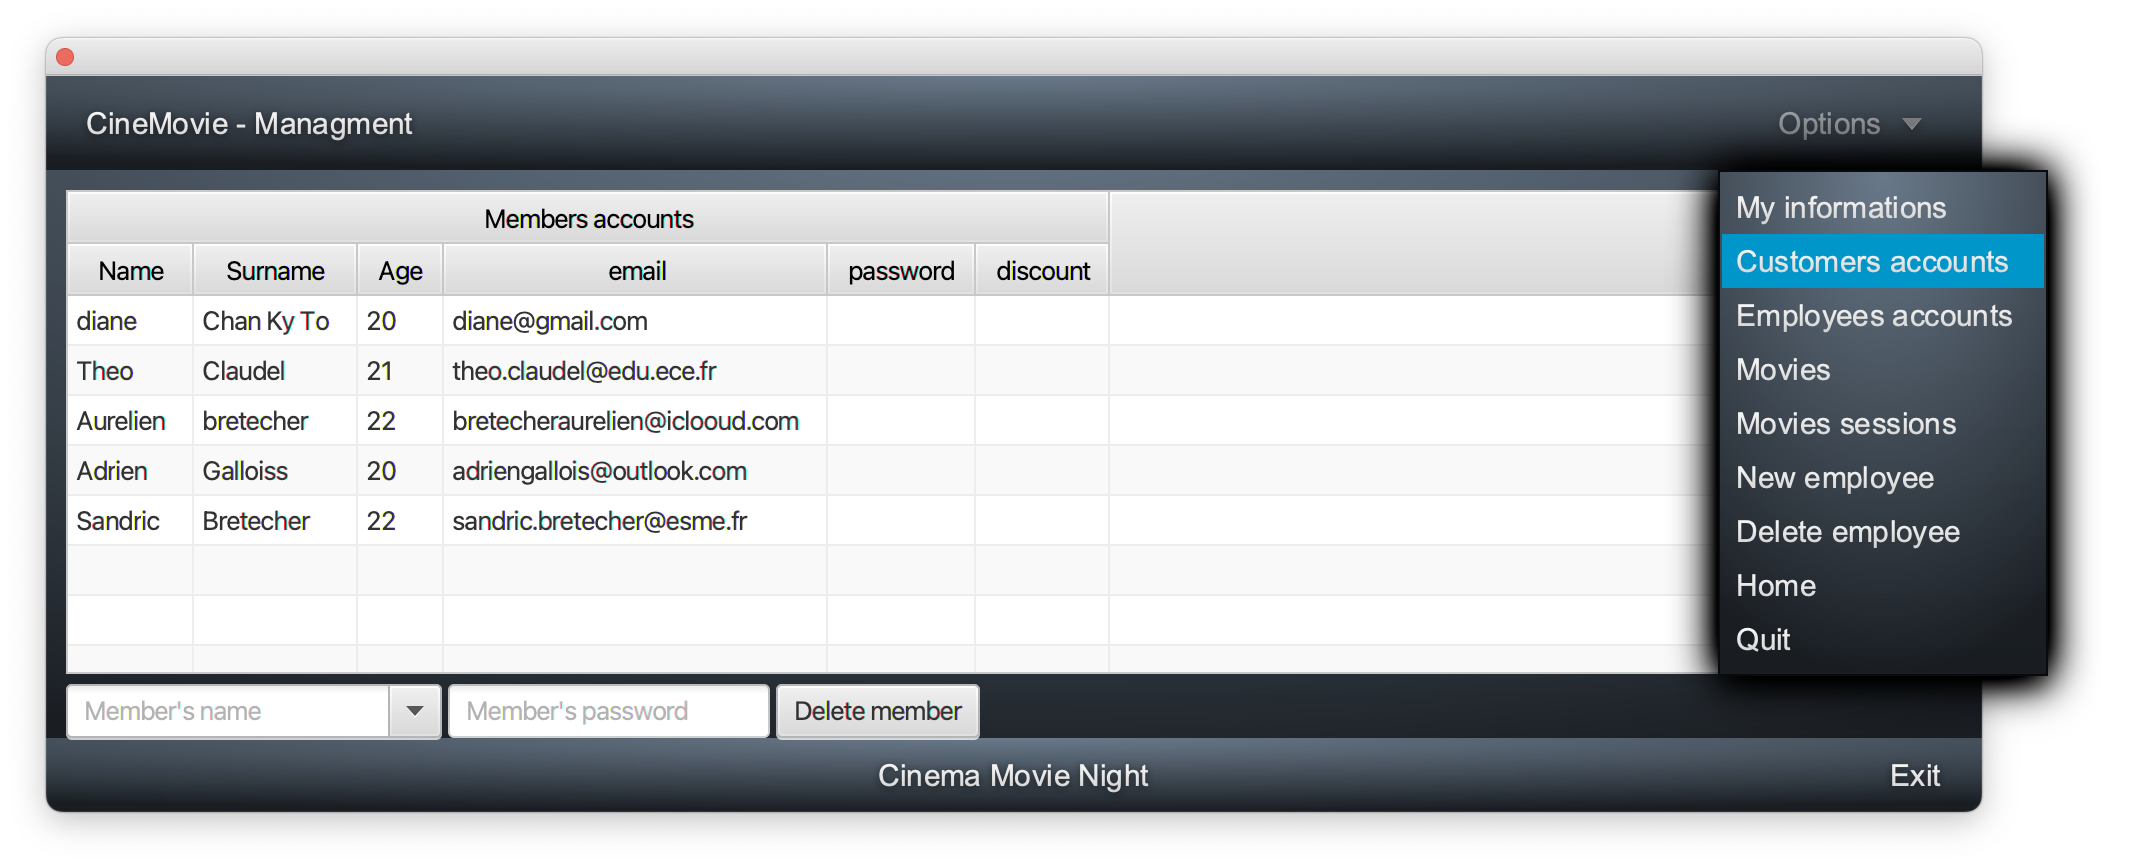 CineMovie - Managment
Options
Members accounts
Name Surname Age email password discount
diane Chan Ky To 20 diane@gmail.com
Theo Claudel 21 theo.claudel@edu.ece.fr
Aurelien bretecher 22 bretecheraurelien@iclooud.com
Adrien Galloiss 20 adriengallois@outlook.com
Sandric Bretecher 22 sandric.bretecher@esme.fr
My informations
Customers accounts
Employees accounts
Movies
Movies sessions
New employee
Delete employee
Home
Quit
Member's name Member's password Delete member
Cinema Movie Night Exit